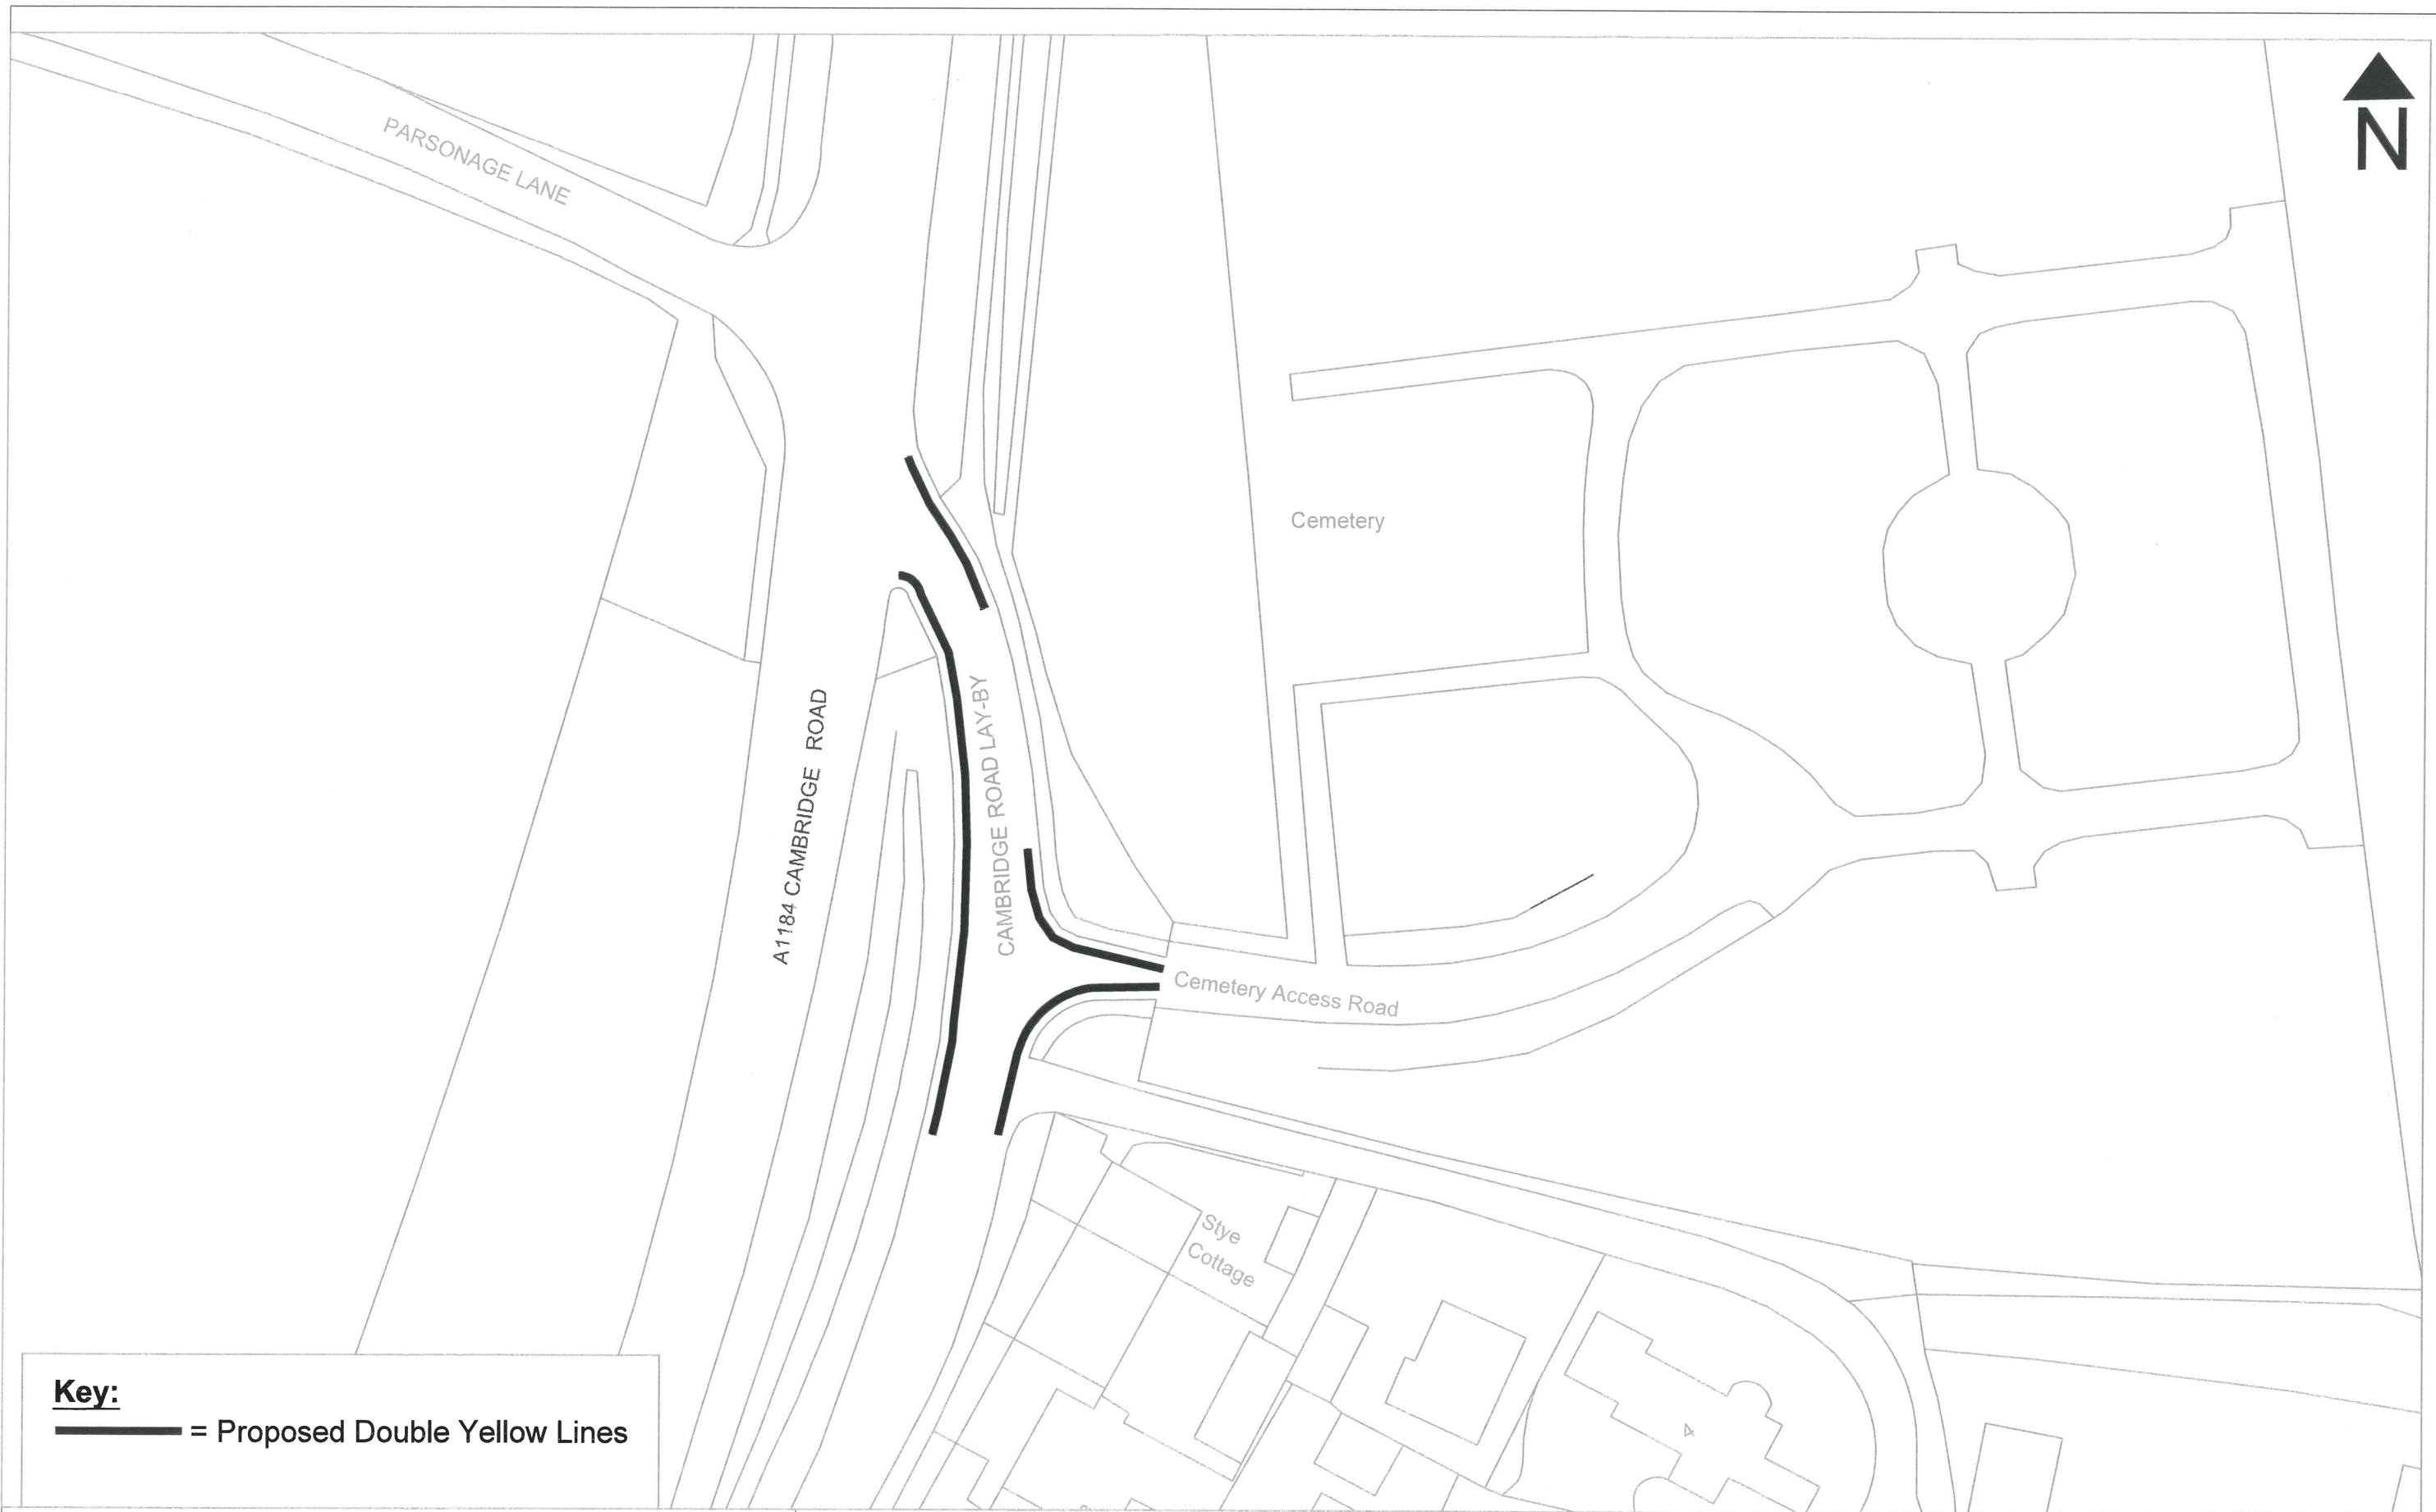 N
PARSONAGE LANE
Cemetery
A1184 CAMBRIDGE ROAD
CAMBRIDGE ROAD LAY-BY
Cemetery Access Road
Stye
Cottage
4
Key:
= Proposed Double Yellow Lines